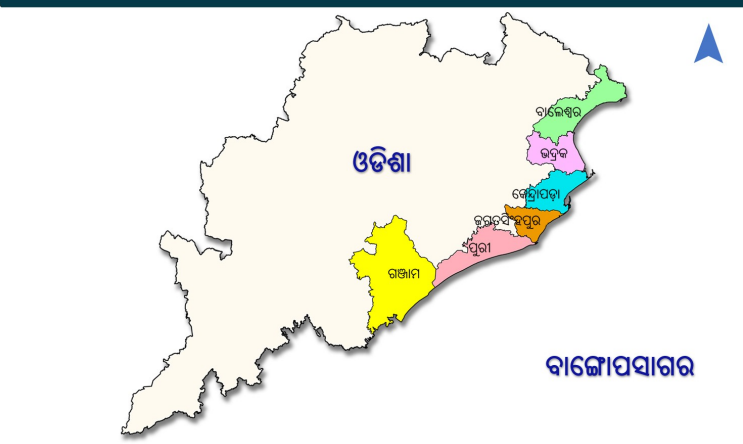 ବାଲେଶ୍ୱର
ଭଦ୍ରକ
ଓଡିଶା
କେନ୍ଦ୍ରାପଡ଼ା
ଜଗତସିଂହପୁର
ପୁରୀ
ଗଞ୍ଜାମ
ବାଙ୍ଗୋପସାଗର